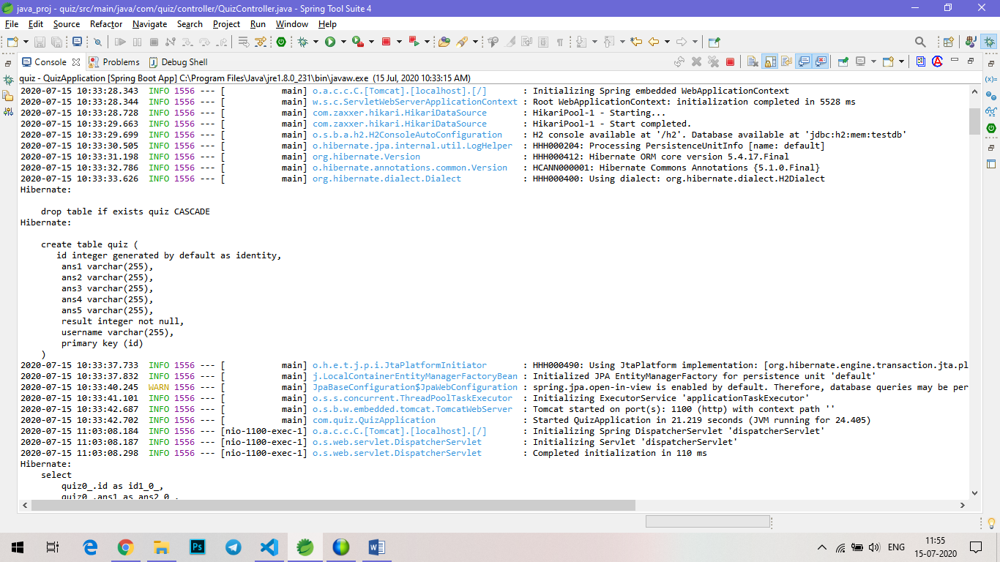 java_proj - quiz/src/main/java/com/quiz/controller/QuizController.java - Spring Tool Suite 4
File Edit Source Refactor Navigate Search Project Run Window Help
Console Problems Debug Shell
quiz - QuizApplication [Spring Boot App] C:\Program Files\Java\jre1.8.0_231\bin\javaw.exe (15 Jul, 2020 10:33:15 AM)
2020-07-15 10:33:28.343 INFO 1556 --- [ main] o.a.c.c.C.[Tomcat].[localhost].[/] : Initializing Spring embedded WebApplicationContext
2020-07-15 10:33:28.344 INFO 1556 --- [ main] w.s.c.ServletWebServerApplicationContext : Root WebApplicationContext: initialization completed in 5528 ms
2020-07-15 10:33:28.728 INFO 1556 --- [ main] com.zaxxer.hikari.HikariDataSource : HikariPool-1 - Starting...
2020-07-15 10:33:29.663 INFO 1556 --- [ main] com.zaxxer.hikari.HikariDataSource : HikariPool-1 - Start completed.
2020-07-15 10:33:29.699 INFO 1556 --- [ main] o.s.b.a.h2.H2ConsoleAutoConfiguration : H2 console available at '/h2'. Database available at 'jdbc:h2:mem:testdb'
2020-07-15 10:33:30.505 INFO 1556 --- [ main] o.hibernate.jpa.internal.util.LogHelper : HHH000204: Processing PersistenceUnitInfo [name: default]
2020-07-15 10:33:31.198 INFO 1556 --- [ main] org.hibernate.Version : HHH000412: Hibernate ORM core version 5.4.17.Final
2020-07-15 10:33:32.786 INFO 1556 --- [ main] o.hibernate.annotations.common.Version : HCANN000001: Hibernate Commons Annotations {5.1.0.Final}
2020-07-15 10:33:33.626 INFO 1556 --- [ main] org.hibernate.dialect.Dialect : HHH000400: Using dialect: org.hibernate.dialect.H2Dialect
Hibernate:
drop table if exists quiz CASCADE
Hibernate:
create table quiz (
id integer generated by default as identity,
ans1 varchar(255),
ans2 varchar(255),
ans3 varchar(255),
ans4 varchar(255),
ans5 varchar(255),
result integer not null,
username varchar(255),
primary key (id)
)
2020-07-15 10:33:37.733 INFO 1556 --- [ main] o.h.e.t.j.p.i.JtaPlatformInitiator : HHH000490: Using JtaPlatform implementation: [org.hibernate.engine.transaction.jta.pl
2020-07-15 10:33:37.832 INFO 1556 --- [ main] j.LocalContainerEntityManagerFactoryBean : Initialized JPA EntityManagerFactory for persistence unit 'default'
2020-07-15 10:33:40.245 WARN 1556 --- [ main] JpaBaseConfiguration$JpaWebConfiguration : spring.jpa.open-in-view is enabled by default. Therefore, database queries may be per
2020-07-15 10:33:41.101 INFO 1556 --- [ main] o.s.s.concurrent.ThreadPoolTaskExecutor : Initializing ExecutorService 'applicationTaskExecutor'
2020-07-15 10:33:42.687 INFO 1556 --- [ main] o.s.b.w.embedded.tomcat.TomcatWebServer : Tomcat started on port(s): 1100 (http) with context path ''
2020-07-15 10:33:42.702 INFO 1556 --- [ main] com.quiz.QuizApplication : Started QuizApplication in 21.219 seconds (JVM running for 24.405)
2020-07-15 11:03:08.184 INFO 1556 --- [nio-1100-exec-1] o.a.c.c.C.[Tomcat].[localhost].[/] : Initializing Spring DispatcherServlet 'dispatcherServlet'
2020-07-15 11:03:08.187 INFO 1556 --- [nio-1100-exec-1] o.s.web.servlet.DispatcherServlet : Initializing Servlet 'dispatcherServlet'
2020-07-15 11:03:08.298 INFO 1556 --- [nio-1100-exec-1] o.s.web.servlet.DispatcherServlet : Completed initialization in 110 ms
Hibernate:
select
quiz0_.id as id1_0_,
quiz0_.ans1 as ans2_0_,
ENG
11:55
15-07-2020